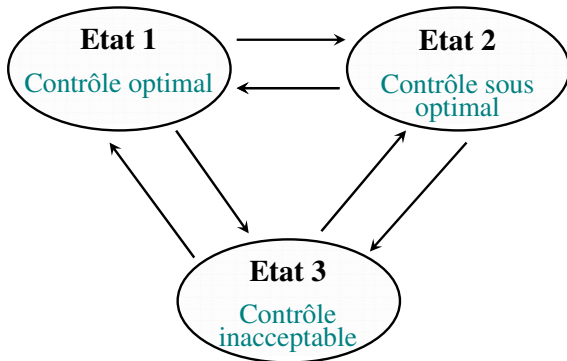 Etat 1
Contrôle optimal
Etat 2
Contrôle sous
optimal
Etat 3
Contrôle
inacceptable